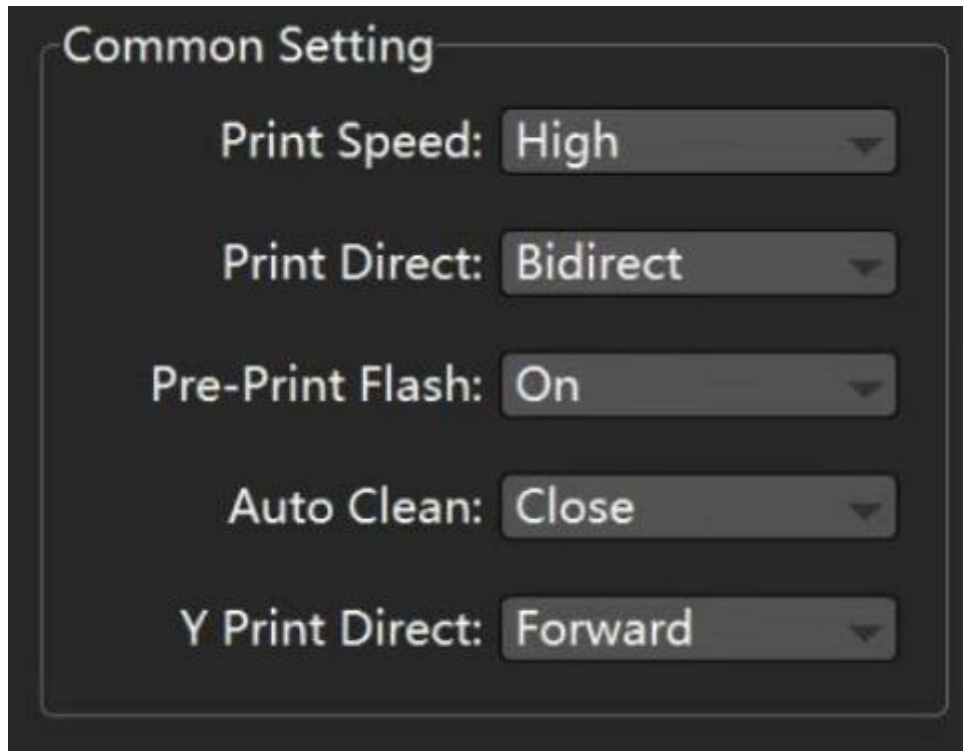 Common Setting
Print Speed: High
Print Direct: Bidirect
Pre-Print Flash: On
Auto Clean: Close
Y Print Direct: Forward